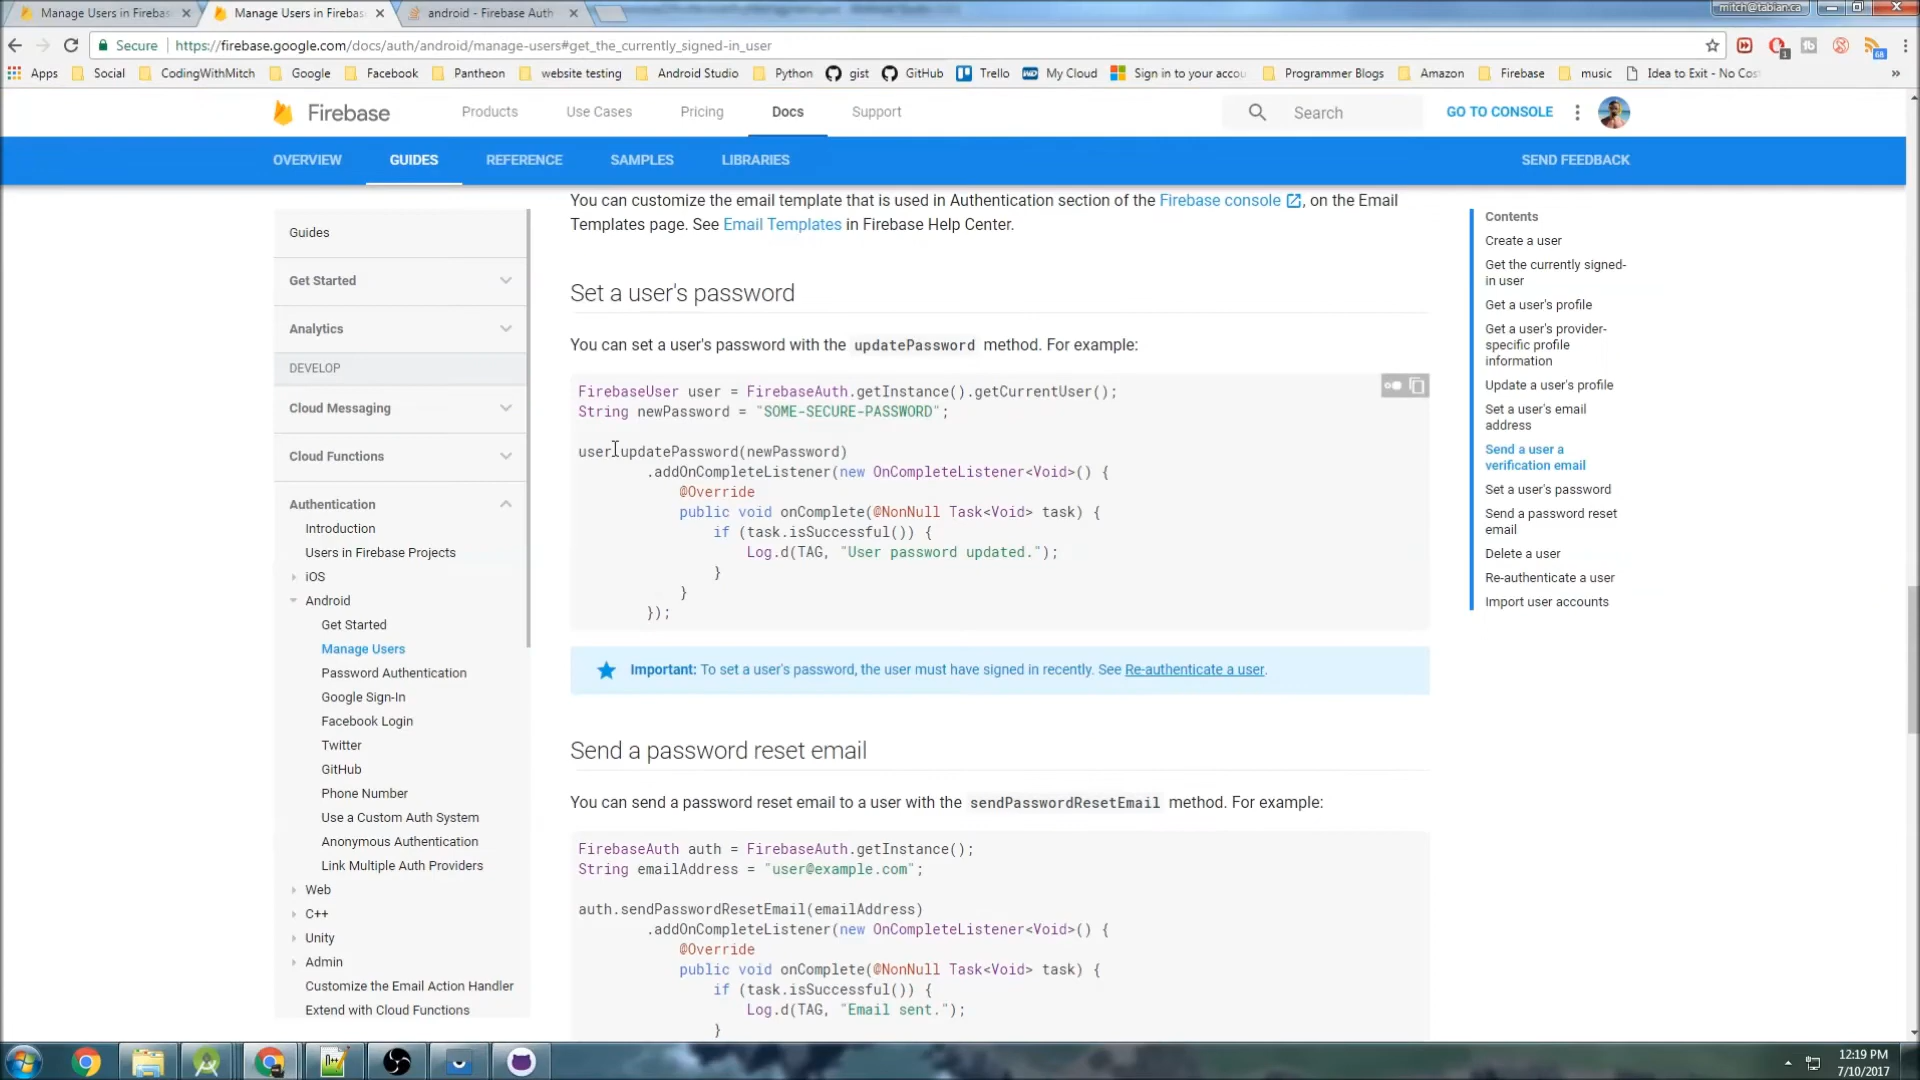 Manage Users in Firebas
Manage Users in Firebas
android - Firebase Auth
mitch@tabian.ca
Secure | https://firebase.google.com/docs/auth/android/manage-users#get_the_currently_signed-in_user
Apps Social CodingWithMitch Google Facebook Pantheon website testing Android Studio Python gist GitHub Trello My Cloud Sign in to your accou Programmer Blogs Amazon Firebase music Idea to Exit - No Cos »
Firebase Products Use Cases Pricing Docs Support Search GO TO CONSOLE
OVERVIEW GUIDES REFERENCE SAMPLES LIBRARIES SEND FEEDBACK
Guides
Get Started
Analytics
DEVELOP
Cloud Messaging
Cloud Functions
Authentication
Introduction
Users in Firebase Projects
iOS
Android
Get Started
Manage Users
Password Authentication
Google Sign-In
Facebook Login
Twitter
GitHub
Phone Number
Use a Custom Auth System
Anonymous Authentication
Link Multiple Auth Providers
Web
C++
Unity
Admin
Customize the Email Action Handler
Extend with Cloud Functions
You can customize the email template that is used in Authentication section of the Firebase console , on the Email
Templates page. See Email Templates in Firebase Help Center.
Set a user's password
You can set a user's password with the updatePassword method. For example:
FirebaseUser user = FirebaseAuth.getInstance().getCurrentUser();
String newPassword = "SOME-SECURE-PASSWORD";
user.updatePassword(newPassword)
.addOnCompleteListener(new OnCompleteListener<Void>() {
@Override
public void onComplete(@NonNull Task<Void> task) {
if (task.isSuccessful()) {
Log.d(TAG, "User password updated.");
}
}
});
Important: To set a user's password, the user must have signed in recently. See Re-authenticate a user.
Send a password reset email
You can send a password reset email to a user with the sendPasswordResetEmail method. For example:
FirebaseAuth auth = FirebaseAuth.getInstance();
String emailAddress = "user@example.com";
auth.sendPasswordResetEmail(emailAddress)
.addOnCompleteListener(new OnCompleteListener<Void>() {
@Override
public void onComplete(@NonNull Task<Void> task) {
if (task.isSuccessful()) {
Log.d(TAG, "Email sent.");
}
Contents
Create a user
Get the currently signed-
in user
Get a user's profile
Get a user's provider-
specific profile
information
Update a user's profile
Set a user's email
address
Send a user a
verification email
Set a user's password
Send a password reset
email
Delete a user
Re-authenticate a user
Import user accounts
12:19 PM
7/10/2017